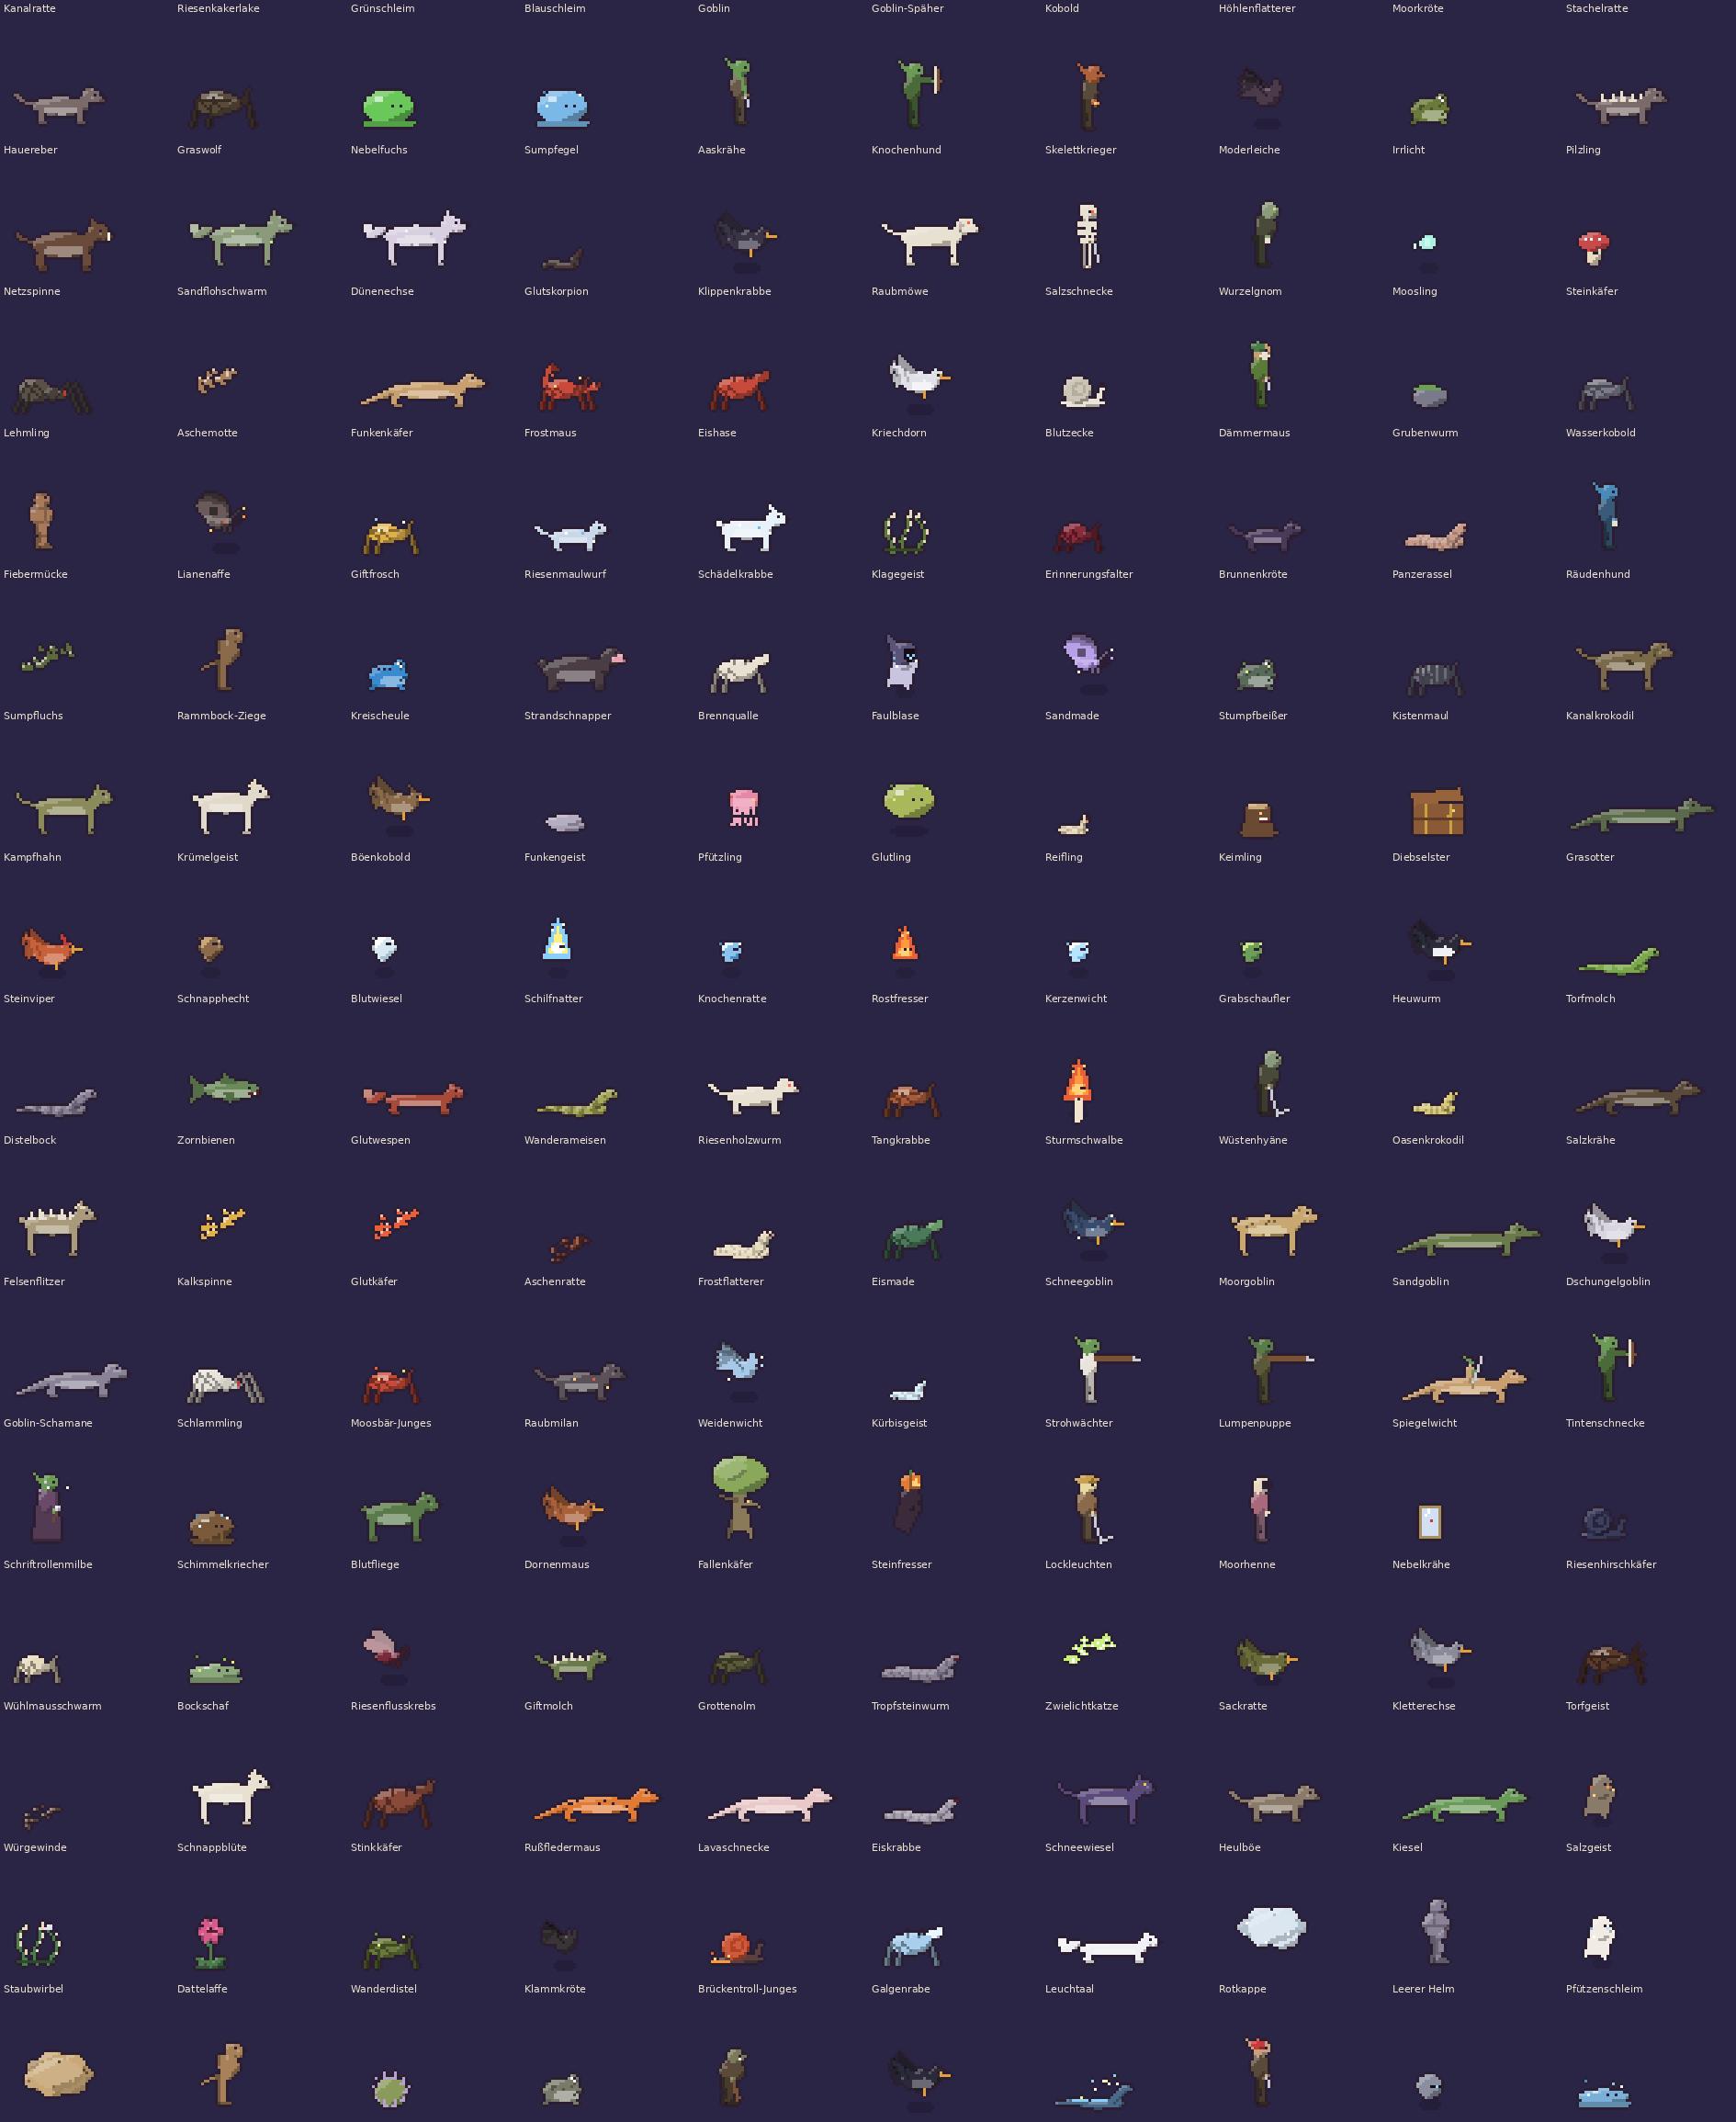 Kanalratte Riesenkakerlake Grünschleim Blauschleim Goblin Goblin-Späher Kobold Höhlenflatterer Moorkröte Stachelratte
Hauereber Graswolf Nebelfuchs Sumpfegel Aaskrähe Knochenhund Skelettkrieger Moderleiche Irrlicht Pilzling
Netzspinne Sandflohschwarm Dünenechse Glutskorpion Klippenkrabbe Raubmöwe Salzschnecke Wurzelgnom Moosling Steinkäfer
Lehmling Aschemotte Funkenkäfer Frostmaus Eishase Kriechdorn Blutzecke Dämmermaus Grubenwurm Wasserkobold
Fiebermücke Lianenaffe Giftfrosch Riesenmaulwurf Schädelkrabbe Klagegeist Erinnerungsfalter Brunnenkröte Panzerassel Räudenhund
Sumpfluchs Rammbock-Ziege Kreischeule Strandschnapper Brennqualle Faulblase Sandmade Stumpfbeißer Kistenmaul Kanalkrokodil
Kampfhahn Krümelgeist Böenkobold Funkengeist Pfützling Glutling Reifling Keimling Diebselster Grasotter
Steinviper Schnapphecht Blutwiesel Schilfnatter Knochenratte Rostfresser Kerzenwicht Grabschaufler Heuwurm Torfmolch
Distelbock Zornbienen Glutwespen Wanderameisen Riesenholzwurm Tangkrabbe Sturmschwalbe Wüstenhyäne Oasenkrokodil Salzkrähe
Felsenflitzer Kalkspinne Glutkäfer Aschenratte Frostflatterer Eismade Schneegoblin Moorgoblin Sandgoblin Dschungelgoblin
Goblin-Schamane Schlammling Moosbär-Junges Raubmilan Weidenwicht Kürbisgeist Strohwächter Lumpenpuppe Spiegelwicht Tintenschnecke
Schriftrollenmilbe Schimmelkriecher Blutfliege Dornenmaus Fallenkäfer Steinfresser Lockleuchten Moorhenne Nebelkrähe Riesenhirschkäfer
Wühlmausschwarm Bockschaf Riesenflusskrebs Giftmolch Grottenolm Tropfsteinwurm Zwielichtkatze Sackratte Kletterechse Torfgeist
Würgewinde Schnappblüte Stinkkäfer Rußfledermaus Lavaschnecke Eiskrabbe Schneewiesel Heulböe Kiesel Salzgeist
Staubwirbel Dattelaffe Wanderdistel Klammkröte Brückentroll-Junges Galgenrabe Leuchtaal Rotkappe Leerer Helm Pfützenschleim